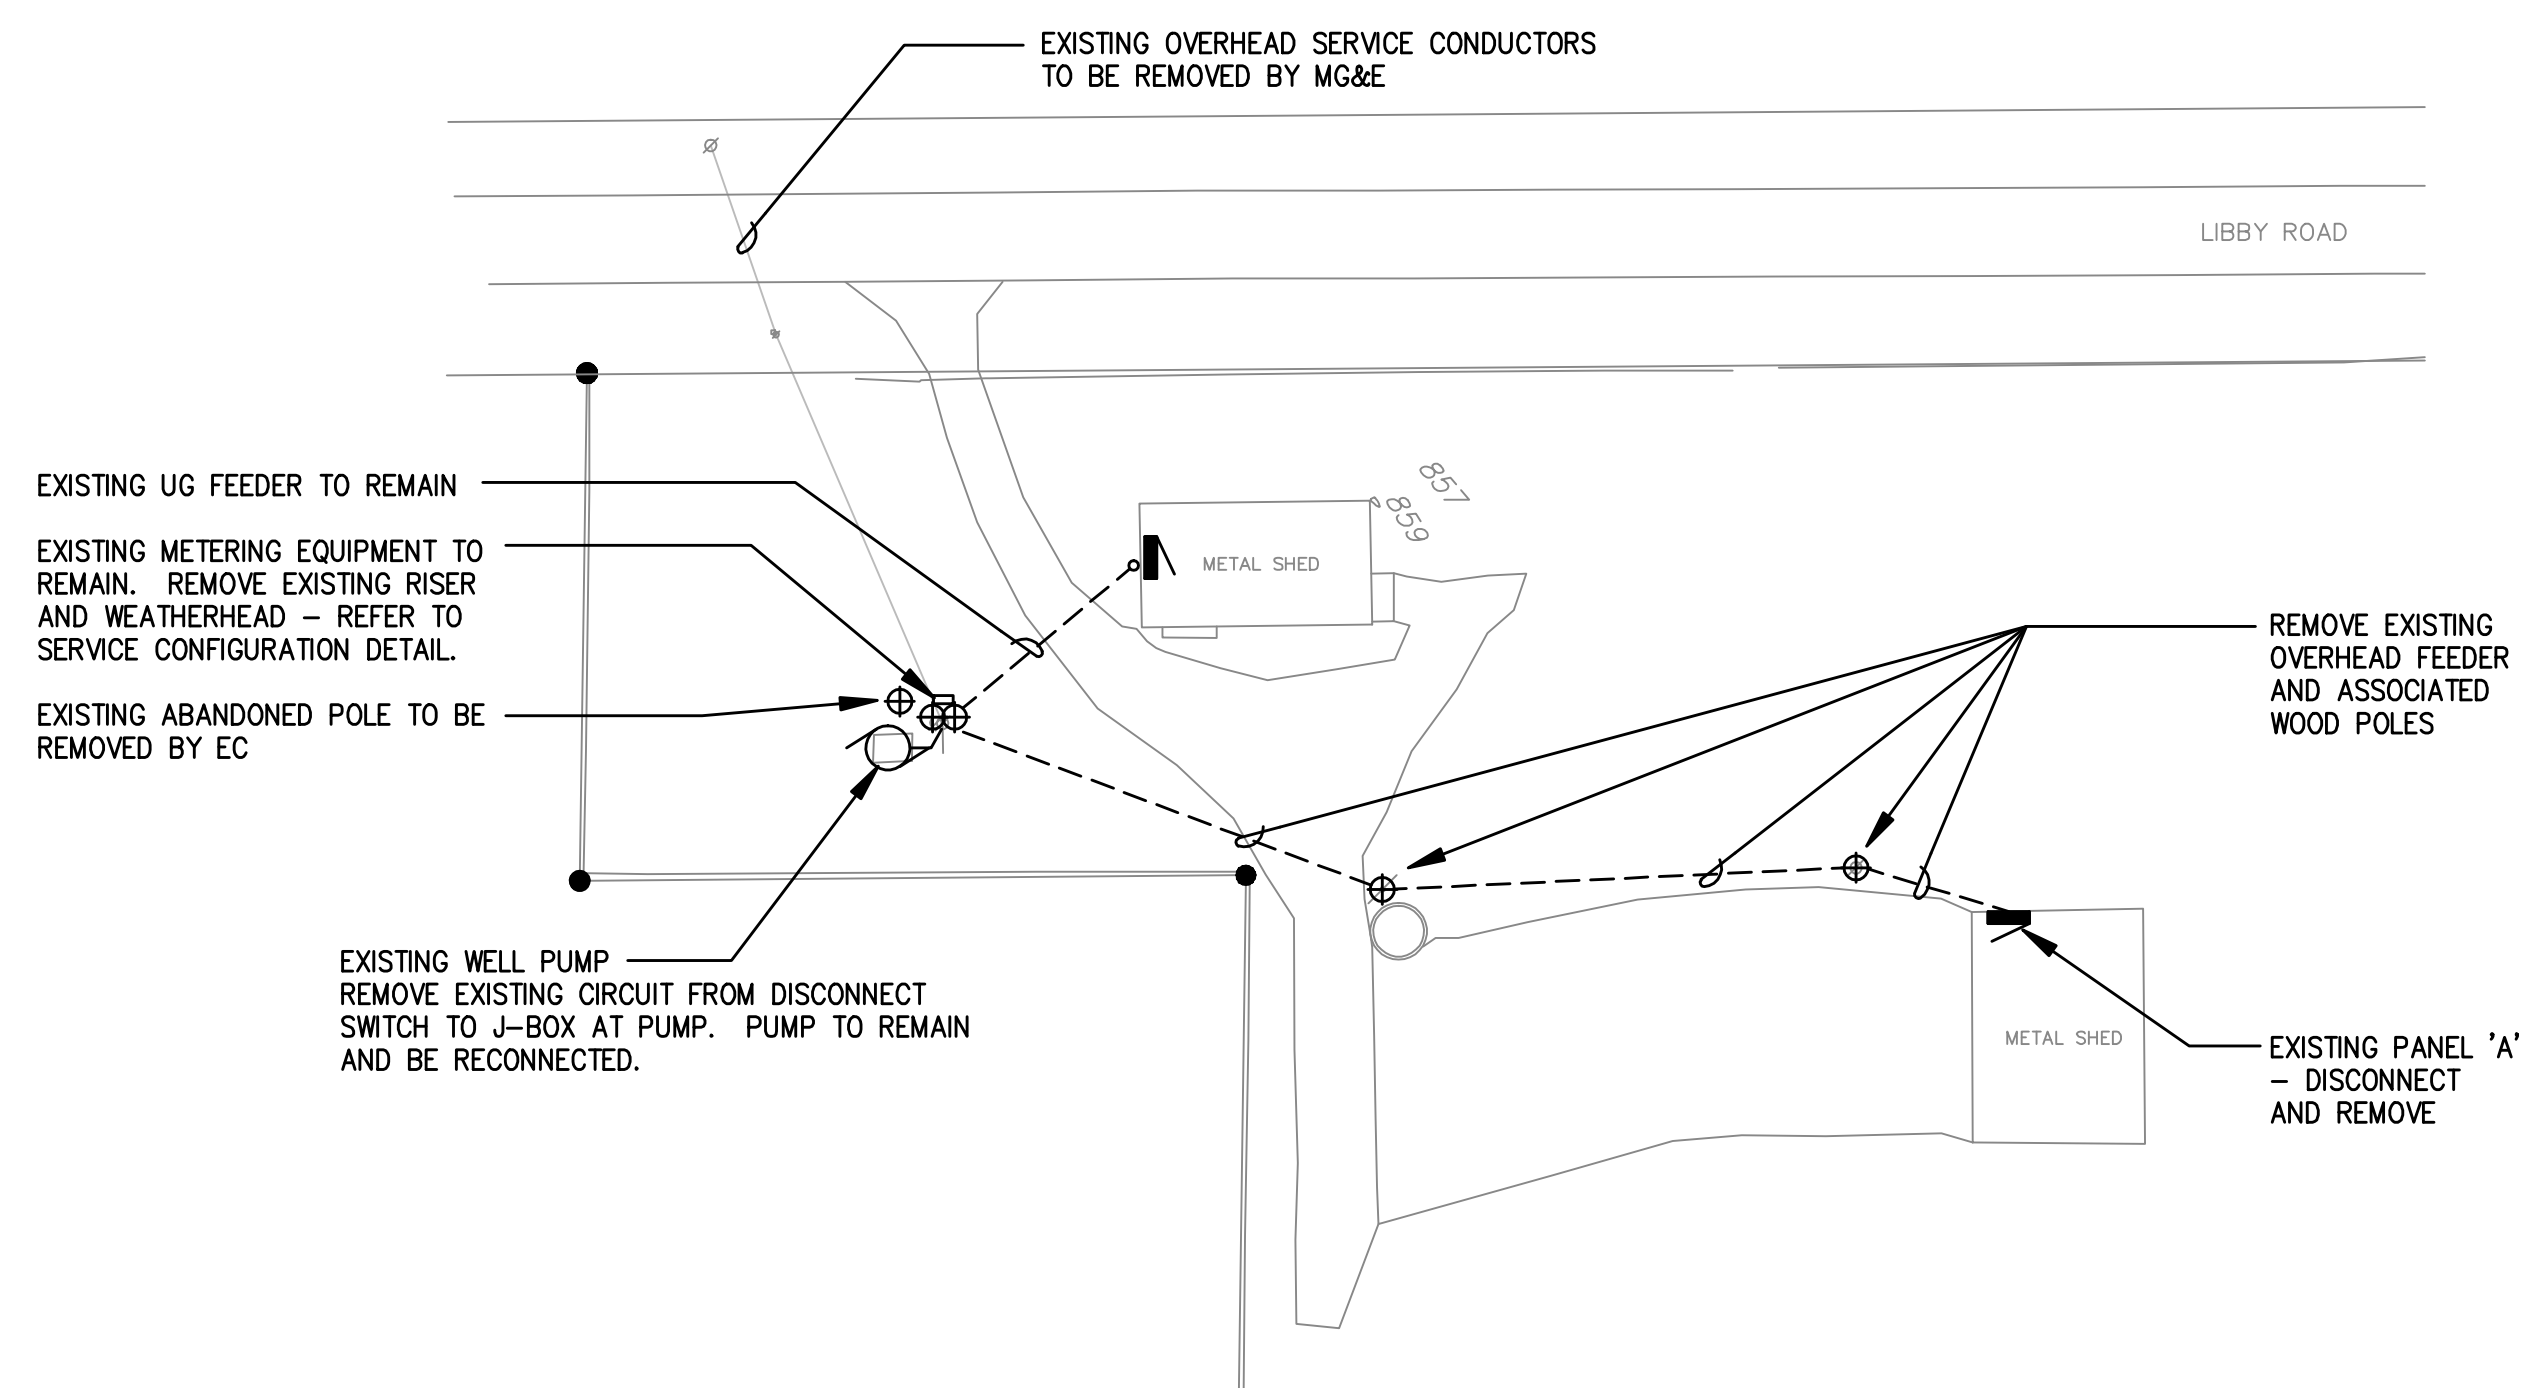 EXISTING OVERHEAD SERVICE CONDUCTORS
TO BE REMOVED BY MG&E
LIBBY ROAD
EXISTING UG FEEDER TO REMAIN
EXISTING METERING EQUIPMENT TO
REMAIN. REMOVE EXISTING RISER
AND WEATHERHEAD – REFER TO
SERVICE CONFIGURATION DETAIL.
EXISTING ABANDONED POLE TO BE
REMOVED BY EC
857
859
METAL SHED
REMOVE EXISTING
OVERHEAD FEEDER
AND ASSOCIATED
WOOD POLES
EXISTING WELL PUMP
REMOVE EXISTING CIRCUIT FROM DISCONNECT
SWITCH TO J–BOX AT PUMP. PUMP TO REMAIN
AND BE RECONNECTED.
METAL SHED
EXISTING PANEL 'A'
– DISCONNECT
AND REMOVE